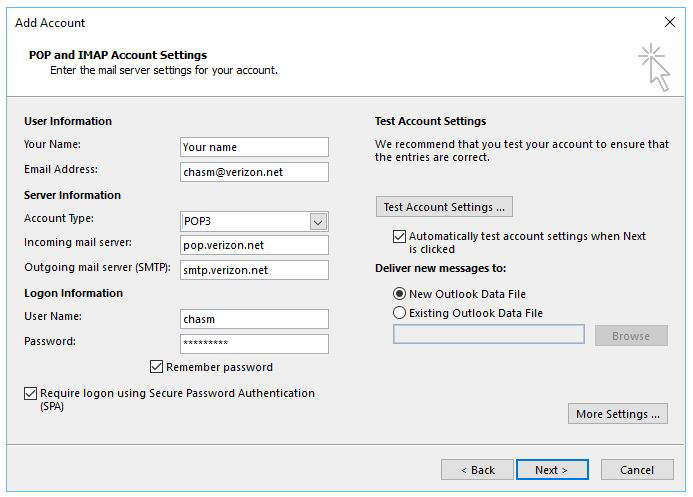 Add Account
POP and IMAP Account Settings
Enter the mail server settings for your account.
User Information
Your Name:
Your name
Email Address:
chasm@verizon.net
Server Information
Account Type:
POP3
Incoming mail server:
pop.verizon.net
Outgoing mail server (SMTP):
smtp.verizon.net
Logon Information
User Name:
chasm
Password:
*********
Remember password
Require logon using Secure Password Authentication
(SPA)
Test Account Settings
We recommend that you test your account to ensure that
the entries are correct.
Test Account Settings ...
Automatically test account settings when Next
is clicked
Deliver new messages to:
New Outlook Data File
Existing Outlook Data File
Browse
More Settings ...
< Back
Next >
Cancel